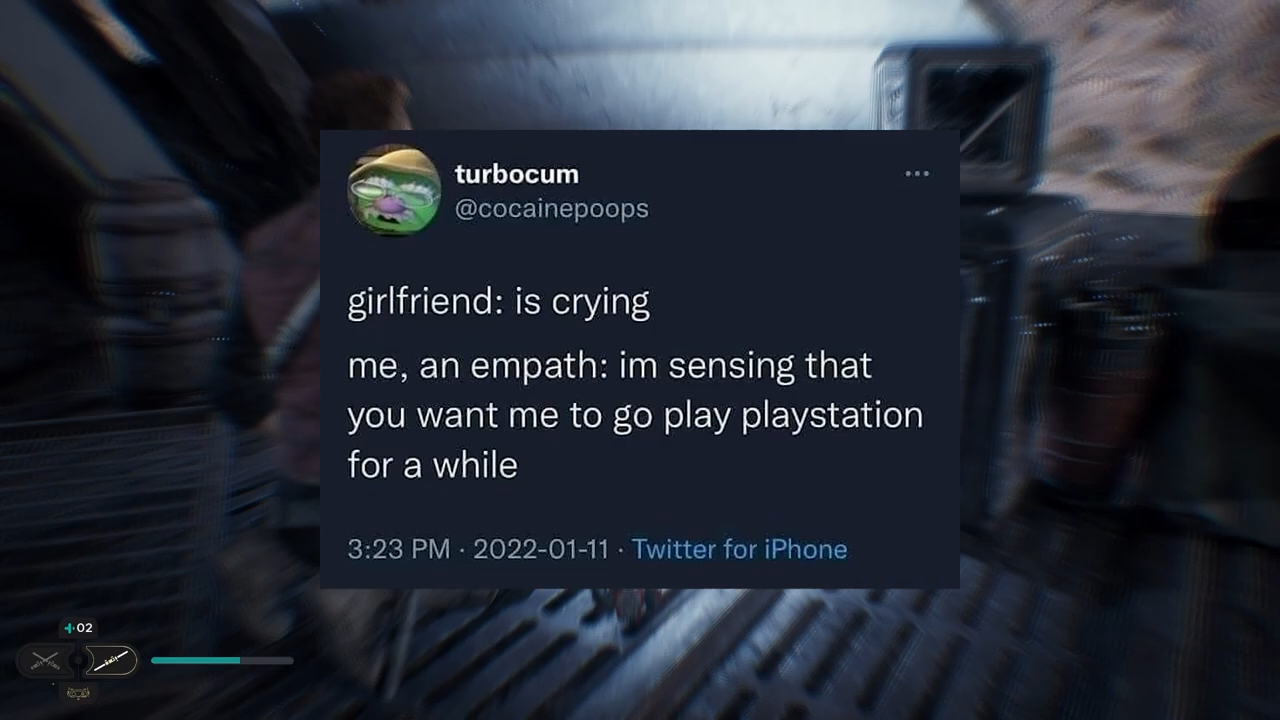 turbocum
@cocainepoops
girlfriend: is crying
me, an empath: im sensing that
you want me to go play playstation
for a while
3:23 PM · 2022-01-11 · Twitter for iPhone
02